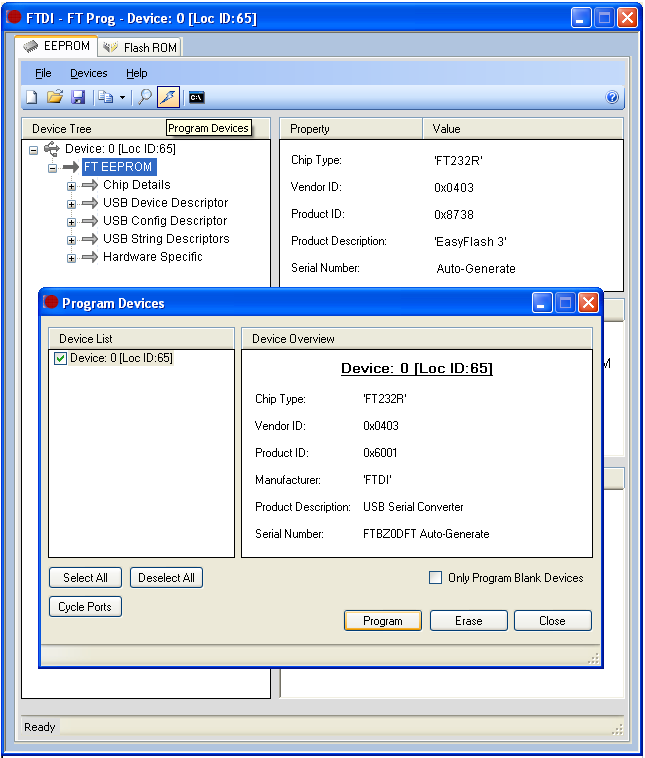 FTDI - FT Prog - Device: 0 [Loc ID:65]
EEPROM
Flash ROM
File Devices Help
C:\
Program Devices
Device Tree
Device: 0 [Loc ID:65]
FT EEPROM
Chip Details
USB Device Descriptor
USB Config Descriptor
USB String Descriptors
Hardware Specific
Property Value
Chip Type: 'FT232R'
Vendor ID: 0x0403
Product ID: 0x8738
Product Description: 'EasyFlash 3'
Serial Number: Auto-Generate
Program Devices
Device List
Device: 0 [Loc ID:65]
Device Overview
Device: 0 [Loc ID:65]
Chip Type: 'FT232R'
Vendor ID: 0x0403
Product ID: 0x6001
Manufacturer: 'FTDI'
Product Description: USB Serial Converter
Serial Number: FTBZ0DFT Auto-Generate
Select All Deselect All
Only Program Blank Devices
Cycle Ports
Program Erase Close
Ready